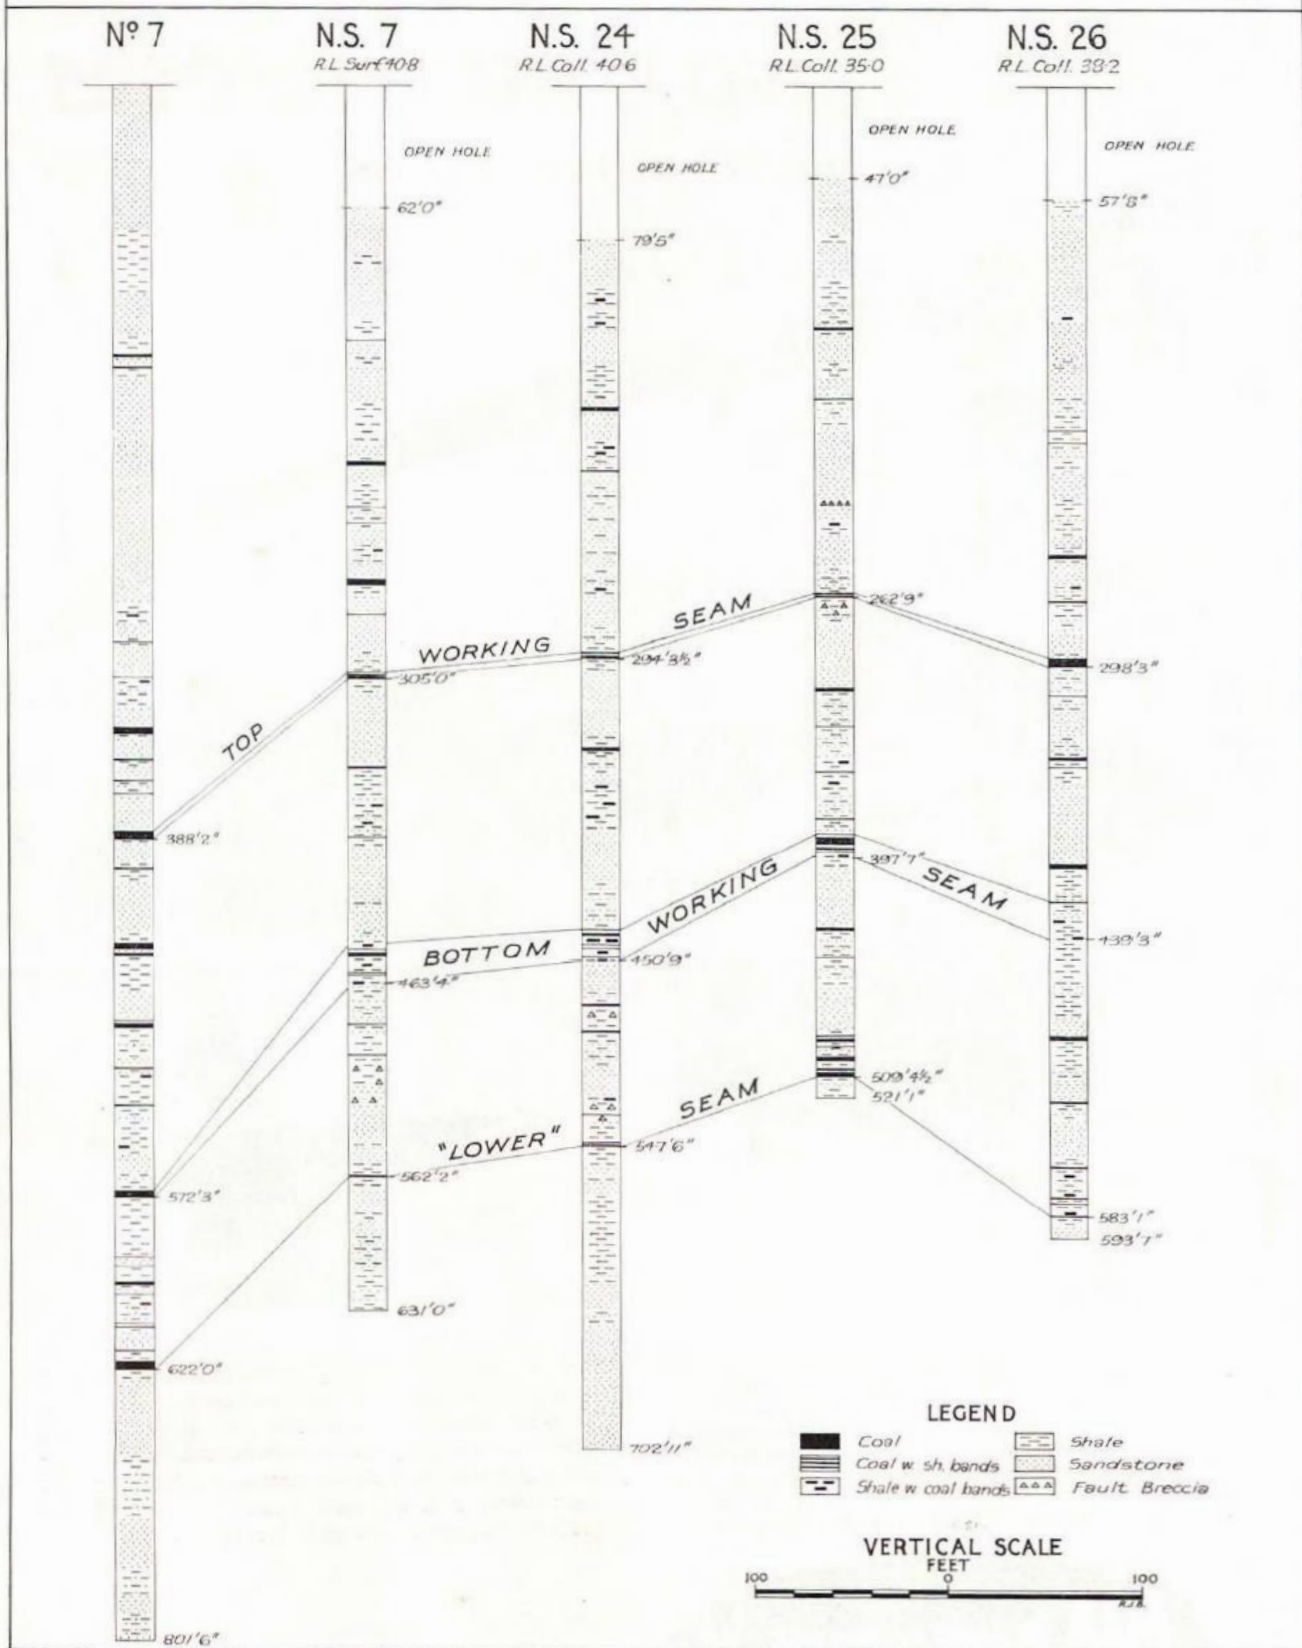 Nº 7
N.S. 7
N.S. 24
N.S. 25
N.S. 26
R.L. Surf. 40·8
R.L. Coll. 40·6
R.L. Coll. 35·0
R.L. Coll. 38·2
OPEN HOLE
OPEN HOLE
OPEN HOLE
OPEN HOLE
47'0"
57'8"
62'0"
79'5"
TOP WORKING SEAM
262'9"
294'3½"
298'3"
305'0"
388'2"
BOTTOM WORKING SEAM
397'7"
439'3"
450'9"
463'4"
572'3"
"LOWER" SEAM
509'4½"
521'1"
547'6"
562'2"
583'1"
593'7"
622'0"
631'0"
702'11"
801'6"
LEGEND
Coal
Shale
Coal w. sh. bands
Sandstone
Shale w. coal bands
Fault Breccia
VERTICAL SCALE
FEET
100 0 100
R.J.B.